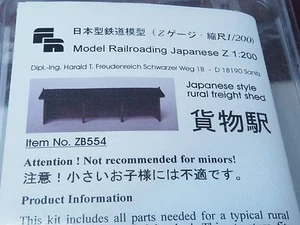 日本型鉄道模型 (Zゲージ・縮尺1/200)
Model Railroading Japanese Z 1:200
Dipl.-Ing. Harald T. Freudenreich Schwarzer Weg 18 - D 18190 Sanitz
Japanese style
rural freight shed
貨物駅
Item No. ZB554
Attention ! Not recommended for minors!
注意！小さいお子様には不適です。
Product Information
This kit includes all parts needed for a typical rural